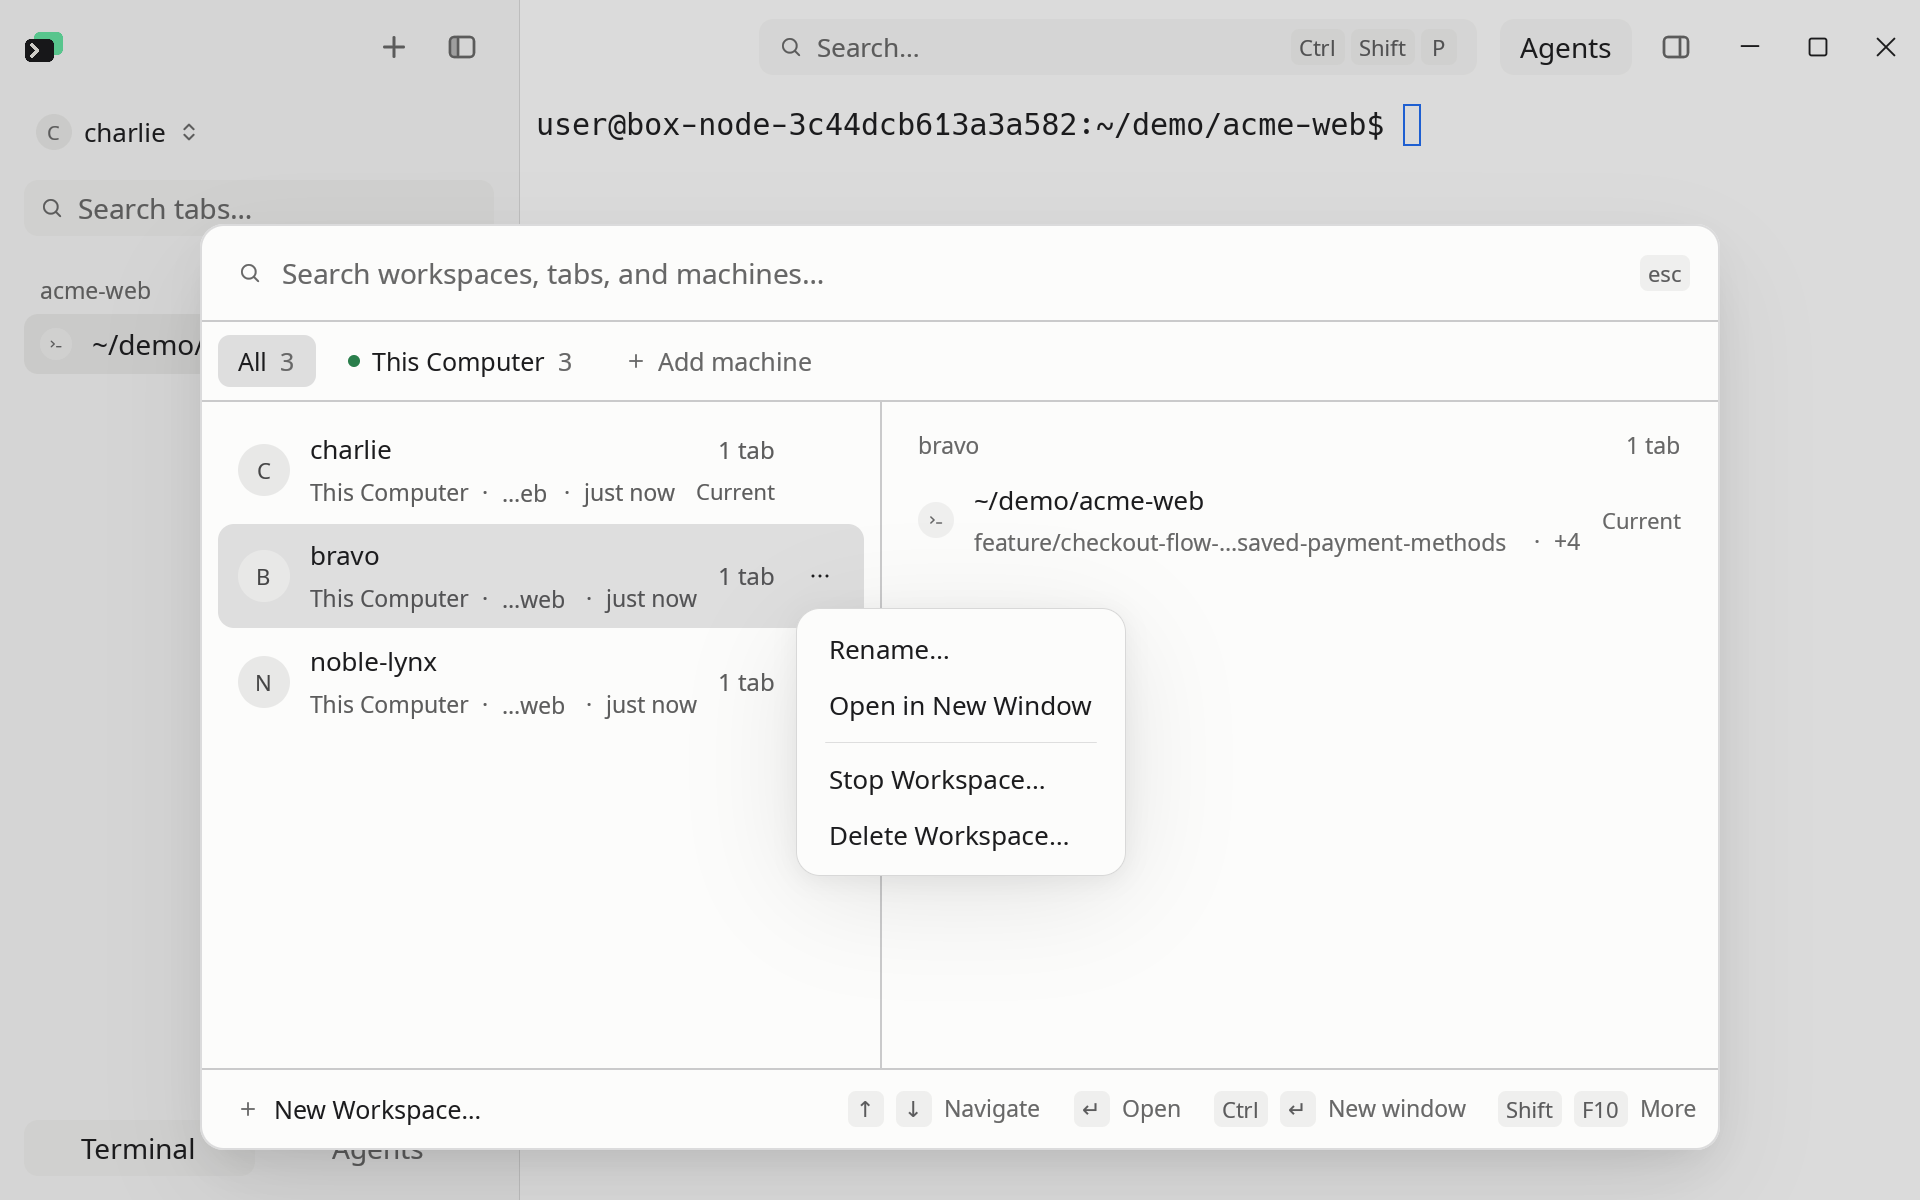 Search...
Ctrl Shift P
Agents
C charlie
user@box-node-3c44dcb613a3a582:~/demo/acme-web$
Search tabs...
acme-web
~/demo/
Search workspaces, tabs, and machines...
esc
All 3
This Computer 3
+ Add machine
C
charlie
1 tab
This Computer · ...eb · just now
Current
B
bravo
1 tab
...
This Computer · ...web · just now
N
noble-lynx
1 tab
This Computer · ...web · just now
bravo
1 tab
~/demo/acme-web
feature/checkout-flow-...saved-payment-methods · +4
Current
Rename...
Open in New Window
Stop Workspace...
Delete Workspace...
+ New Workspace...
↑ ↓ Navigate
↵ Open
Ctrl ↵ New window
Shift F10 More
Terminal
Agents